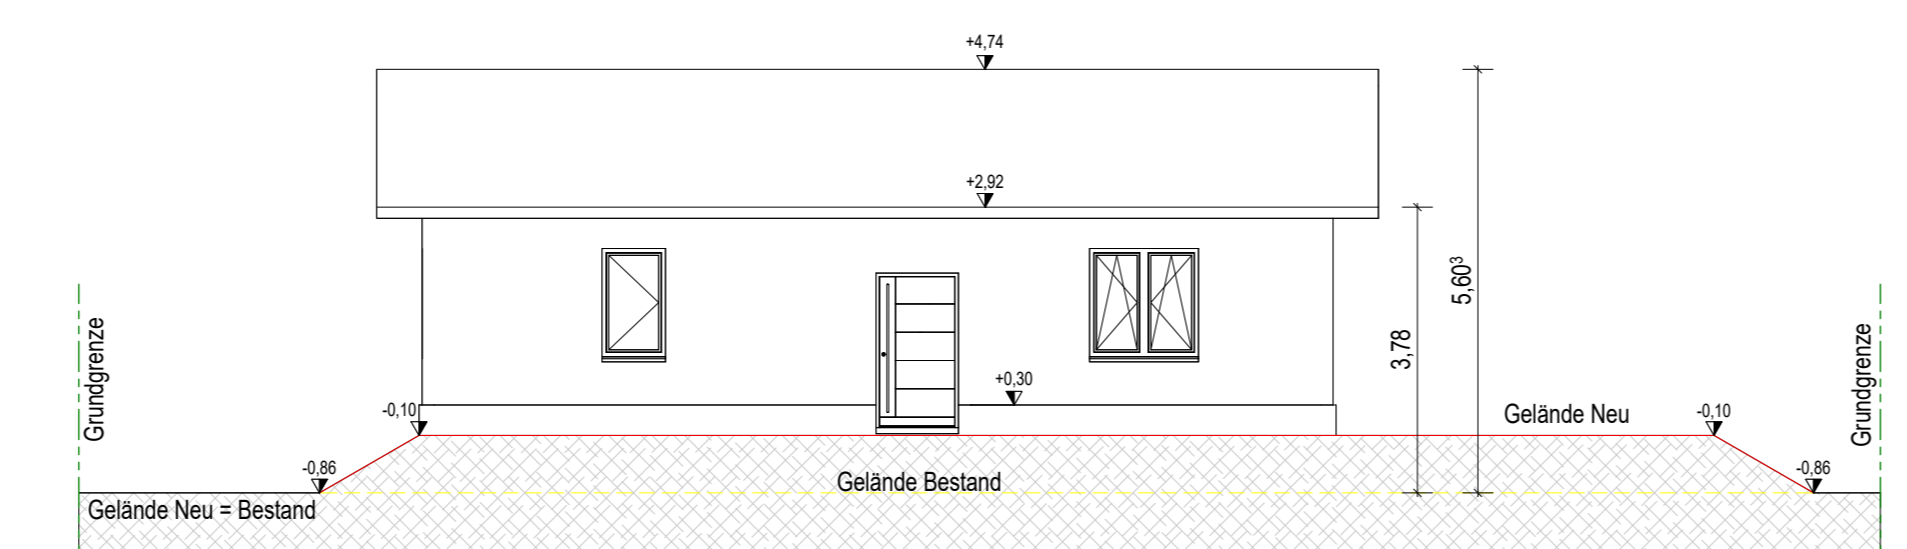 +4,74
+2,92
5,60³
3,78
Grundgrenze
Grundgrenze
+0,30
-0,10
Gelände Neu
-0,10
-0,86
Gelände Bestand
-0,86
Gelände Neu = Bestand